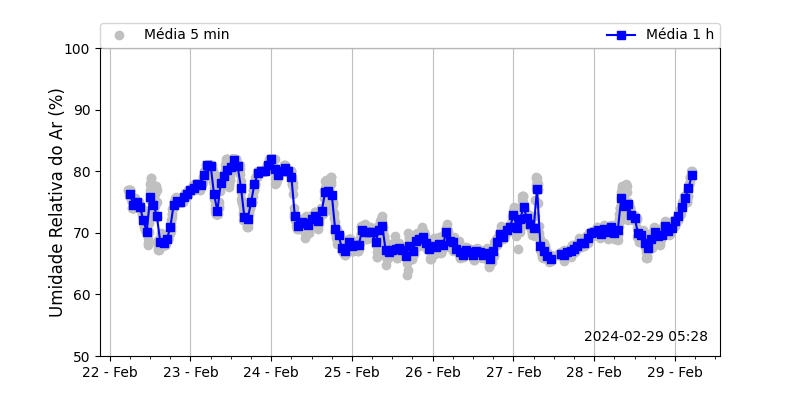 Média 5 min
Média 1 h
Umidade Relativa do Ar (%)
100
90
80
70
60
50
2024-02-29 05:28
22 - Feb
23 - Feb
24 - Feb
25 - Feb
26 - Feb
27 - Feb
28 - Feb
29 - Feb